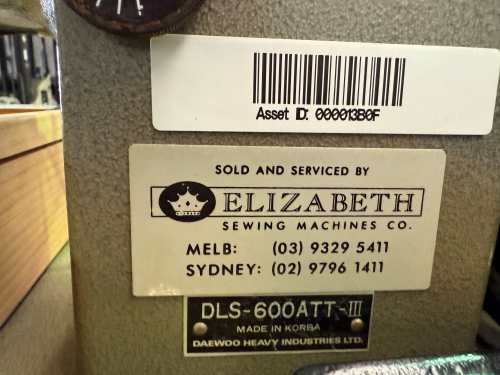 Asset ID: 000013B0F
SOLD AND SERVICED BY
ELIZABETH
SEWING MACHINES CO.
MELB: (03) 9329 5411
SYDNEY: (02) 9796 1411
DLS-600ATT-III
MADE IN KORBA
DAEWOO HEAVY INDUSTRIES LTD.